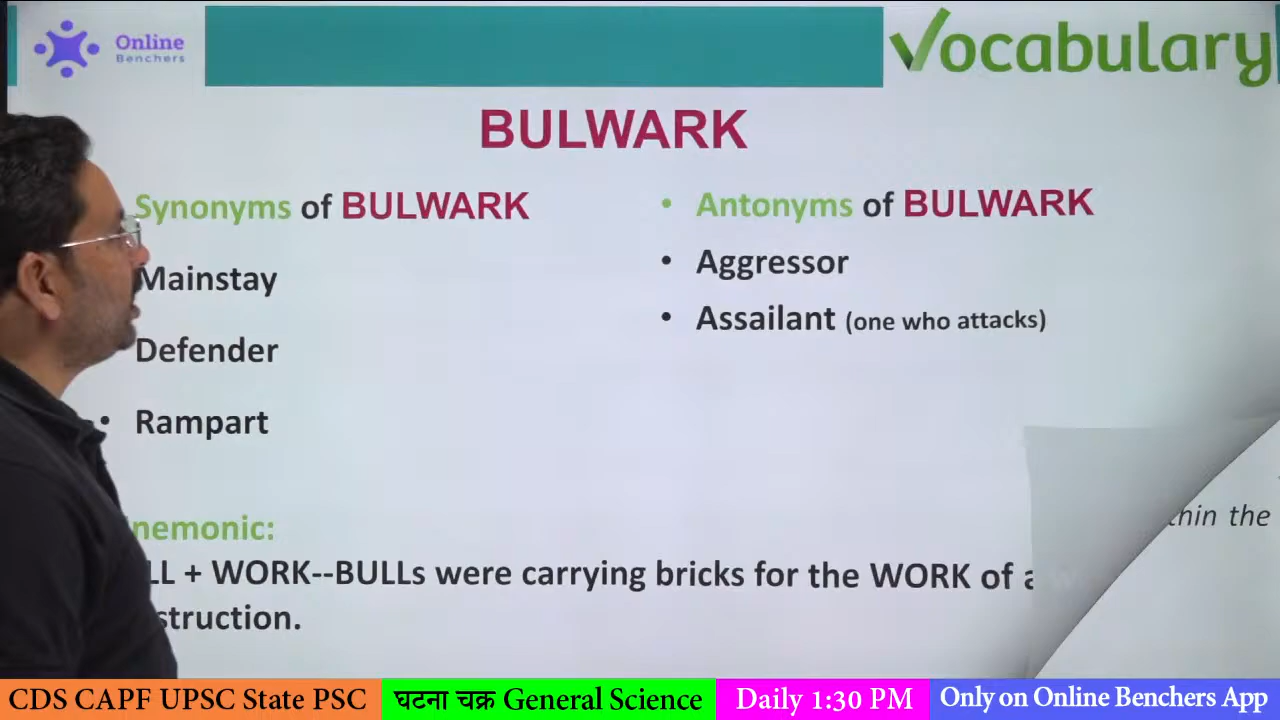 Online
Benchers
Vocabulary
BULWARK
Synonyms of BULWARK
Mainstay
Defender
• Rampart
• Antonyms of BULWARK
• Aggressor
• Assailant (one who attacks)
nemonic:
LL + WORK--BULLs were carrying bricks for the WORK of
struction.
hin the
CDS CAPF UPSC State PSC
घटना चक्र General Science
Daily 1:30 PM
Only on Online Benchers App